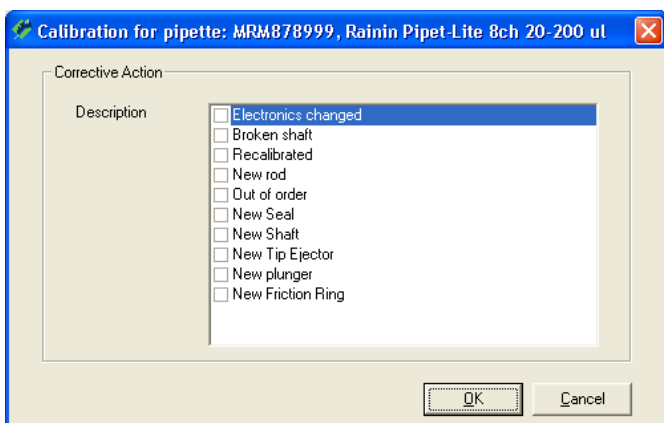 Calibration for pipette: MRM878999, Rainin Pipet-Lite 8ch 20-200 ul
Corrective Action
Description
Electronics changed
Broken shaft
Recalibrated
New rod
Out of order
New Seal
New Shaft
New Tip Ejector
New plunger
New Friction Ring
OK
Cancel